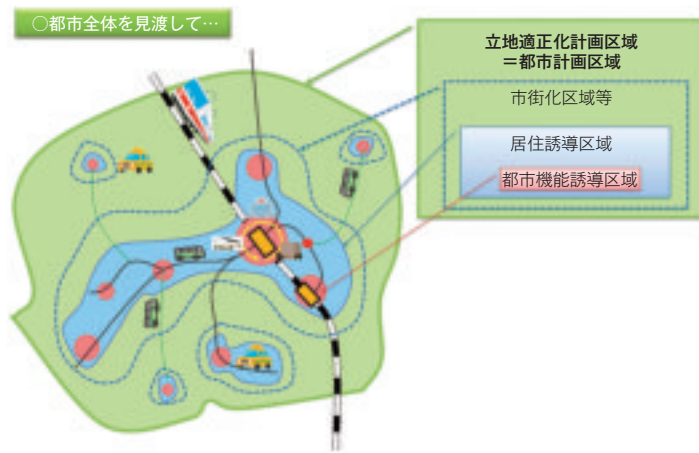 ○都市全体を見渡して…
立地適正化計画区域
＝都市計画区域
市街化区域等
居住誘導区域
都市機能誘導区域